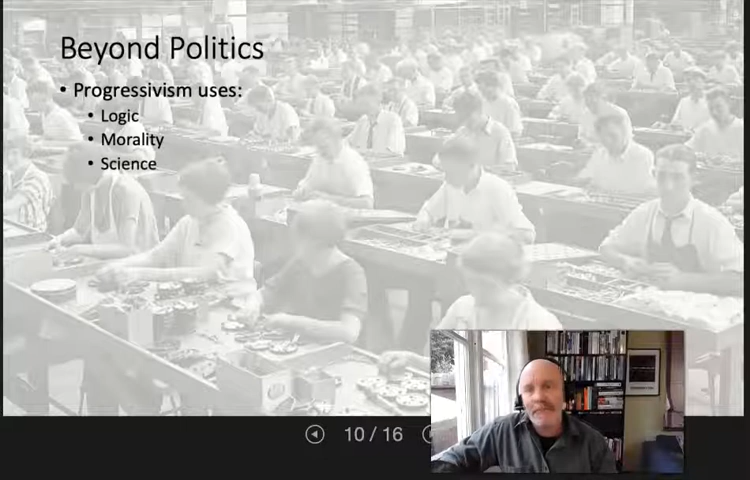 Beyond Politics
• Progressivism uses:
• Logic
• Morality
• Science
10 / 16